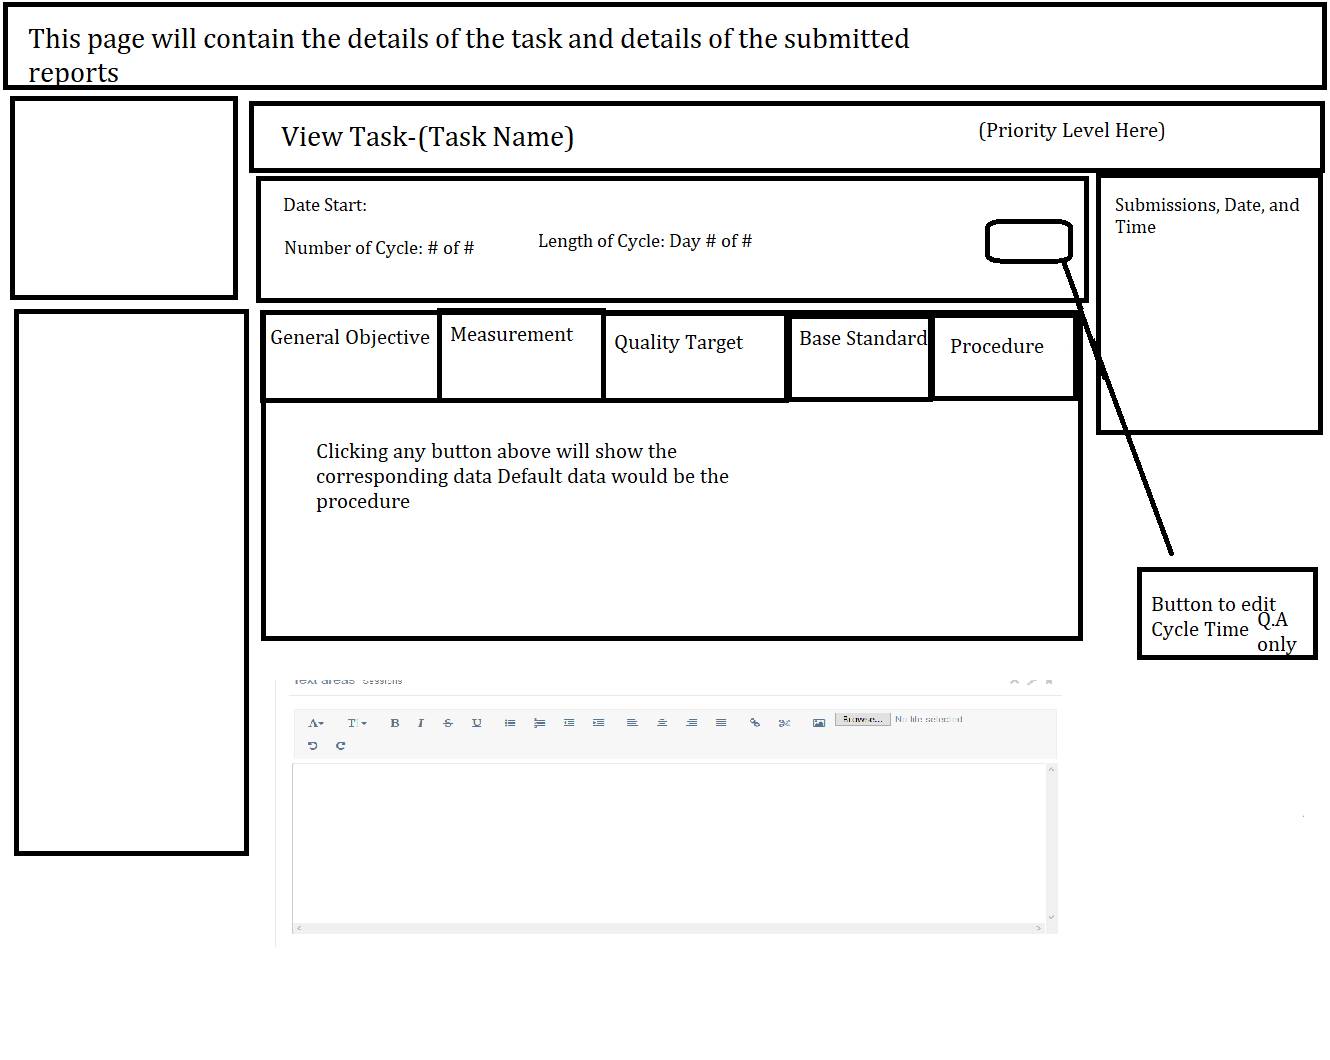 This page will contain the details of the task and details of the submitted
reports
View Task-(Task Name)
(Priority Level Here)
Date Start:
Number of Cycle: # of #
Length of Cycle: Day # of #
Submissions, Date, and
Time
General Objective
Measurement
Quality Target
Base Standard
Procedure
Clicking any button above will show the
corresponding data Default data would be the
procedure
Button to edit
Cycle Time
Q.A
only
Text areas Sessions
Browse... No file selected